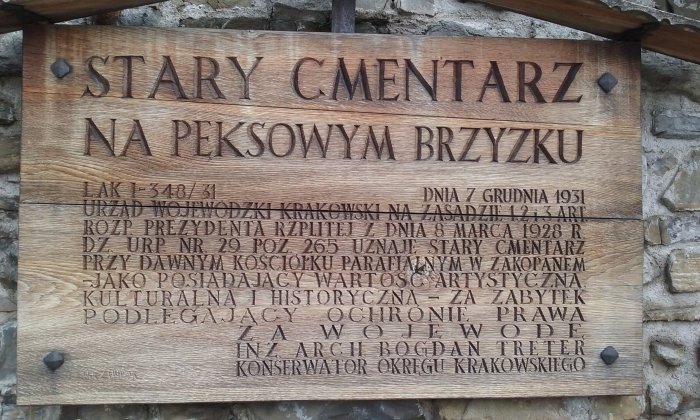 STARY CMENTARZ
NA PĘKSOWYM BRZYZKU
L AK I-348/31 DNIA 7 GRUDNIA 1931
URZĄD WOJEWÓDZKI KRAKOWSKI NA ZASADZIE 1,2 i 3 ART
ROZP PREZYDENTA RZPLITEJ Z DNIA 8 MARCA 1928 R
DZ URP NR 29 POZ 265 UZNAJE STARY CMENTARZ
PRZY DAWNYM KOŚCIÓŁKU PARAFIALNYM W ZAKOPANEM
-JAKO POSIADAJĄCY WARTOŚĆ ARTYSTYCZNĄ
KULTURALNĄ I HISTORYCZNĄ - ZA ZABYTEK
PODLEGAJĄCY OCHRONIE PRAWA
ZA WOJEWODĘ
INŻ ARCH BOGDAN TRETER
KONSERWATOR OKRĘGU KRAKOWSKIEGO